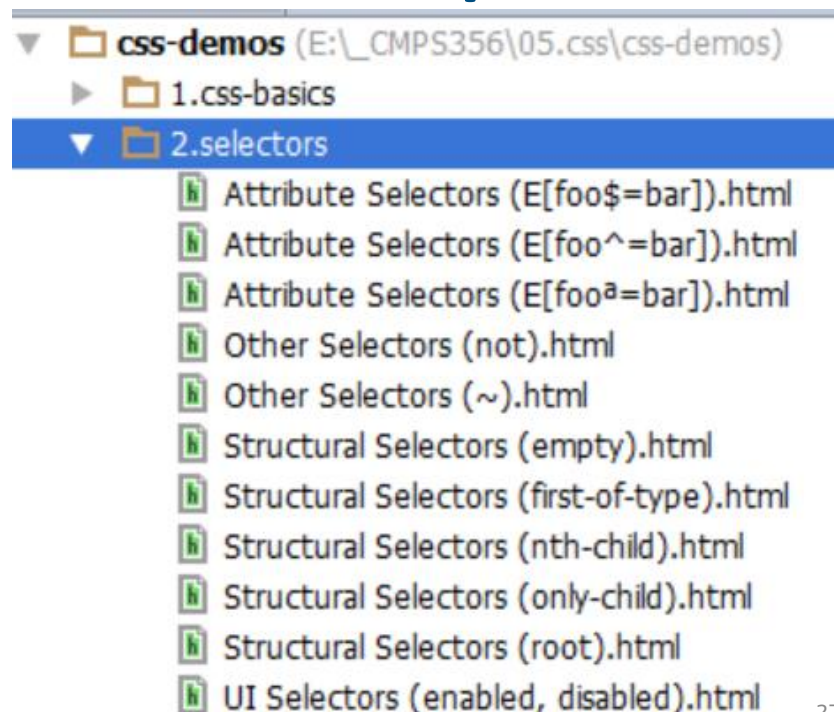 css-demos (E:\_CMPS356\05.css\css-demos)
1.css-basics
2.selectors
Attribute Selectors (E[foo$=bar]).html
Attribute Selectors (E[foo^=bar]).html
Attribute Selectors (E[fooª=bar]).html
Other Selectors (not).html
Other Selectors (~).html
Structural Selectors (empty).html
Structural Selectors (first-of-type).html
Structural Selectors (nth-child).html
Structural Selectors (only-child).html
Structural Selectors (root).html
UI Selectors (enabled, disabled).html